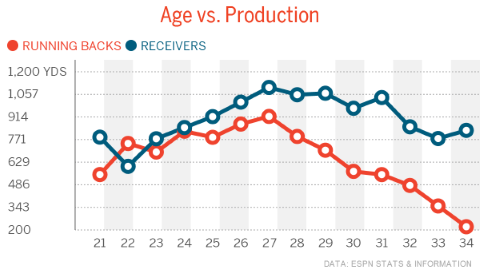 Age vs. Production
RUNNING BACKS RECEIVERS
1,200 YDS
1,057
914
771
629
486
343
200
21 22 23 24 25 26 27 28 29 30 31 32 33 34
DATA: ESPN STATS & INFORMATION